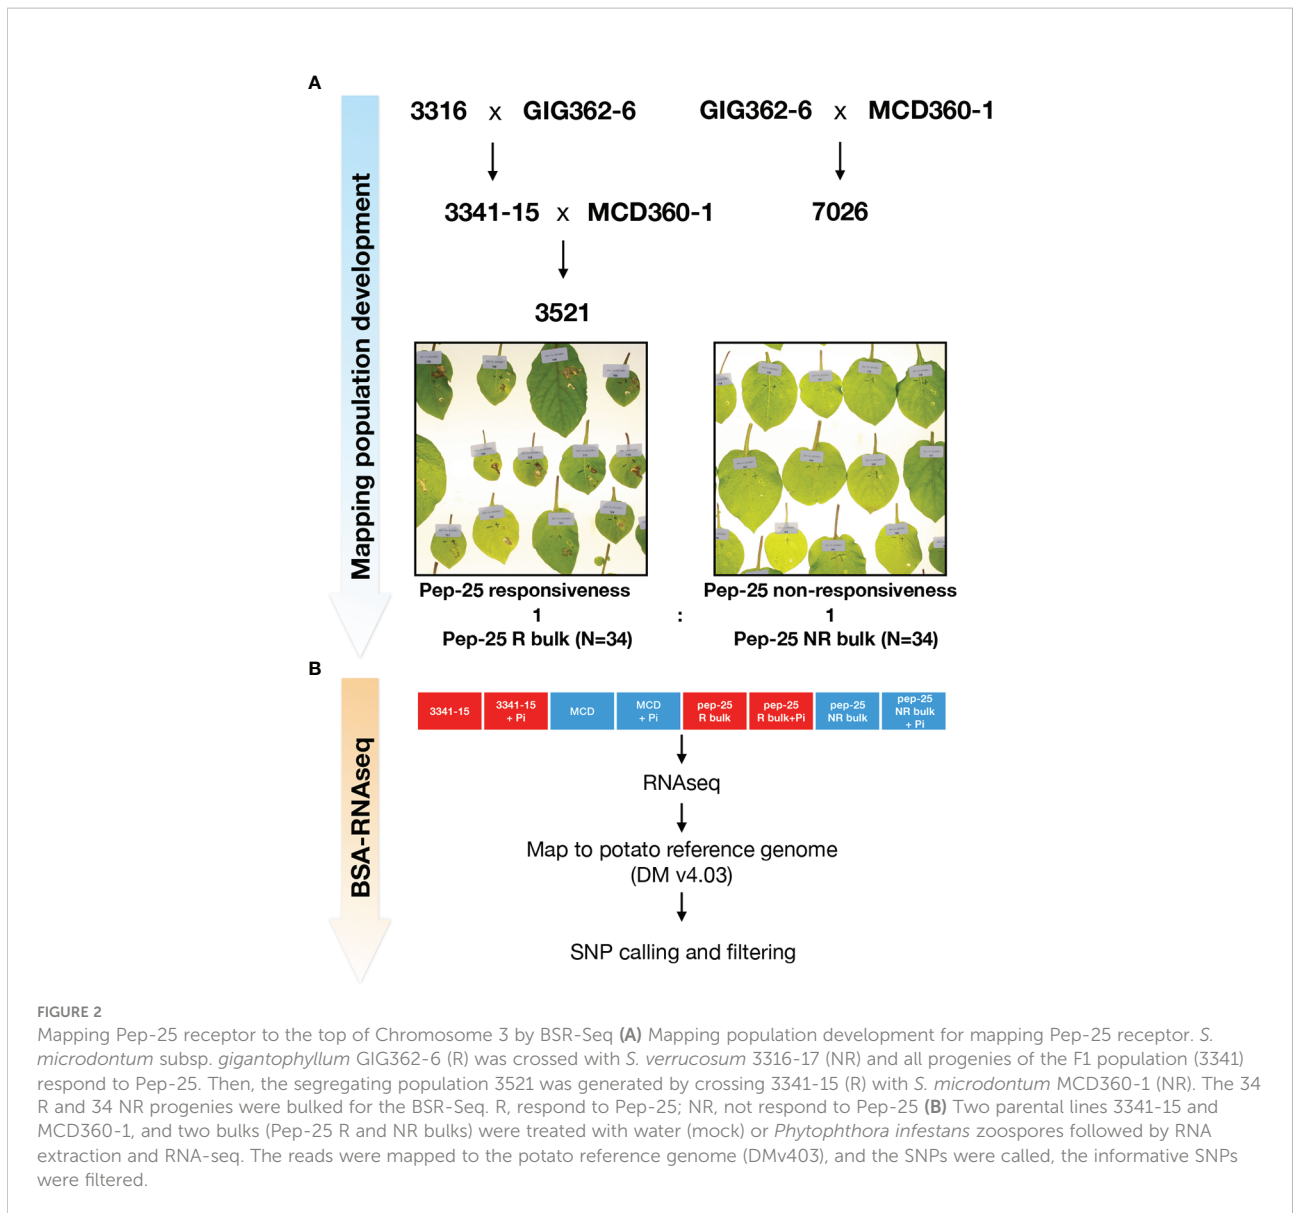 A
3316 x GIG362-6
GIG362-6 x MCD360-1
3341-15 x MCD360-1
7026
3521
Mapping population development
Pep-25 responsiveness
Pep-25 non-responsiveness
1 : 1
Pep-25 R bulk (N=34)
Pep-25 NR bulk (N=34)
B
BSA-RNAseq
3341-15
3341-15
+ Pi
MCD
MCD
+ Pi
pep-25
R bulk
pep-25
R bulk+Pi
pep-25
NR bulk
pep-25
NR bulk
+ Pi
RNAseq
Map to potato reference genome
(DM v4.03)
SNP calling and filtering
FIGURE 2
Mapping Pep-25 receptor to the top of Chromosome 3 by BSR-Seq (A) Mapping population development for mapping Pep-25 receptor. S.
microdontum subsp. gigantophyllum GIG362-6 (R) was crossed with S. verrucosum 3316-17 (NR) and all progenies of the F1 population (3341)
respond to Pep-25. Then, the segregating population 3521 was generated by crossing 3341-15 (R) with S. microdontum MCD360-1 (NR). The 34
R and 34 NR progenies were bulked for the BSR-Seq. R, respond to Pep-25; NR, not respond to Pep-25 (B) Two parental lines 3341-15 and
MCD360-1, and two bulks (Pep-25 R and NR bulks) were treated with water (mock) or Phytophthora infestans zoospores followed by RNA
extraction and RNA-seq. The reads were mapped to the potato reference genome (DMv403), and the SNPs were called, the informative SNPs
were filtered.